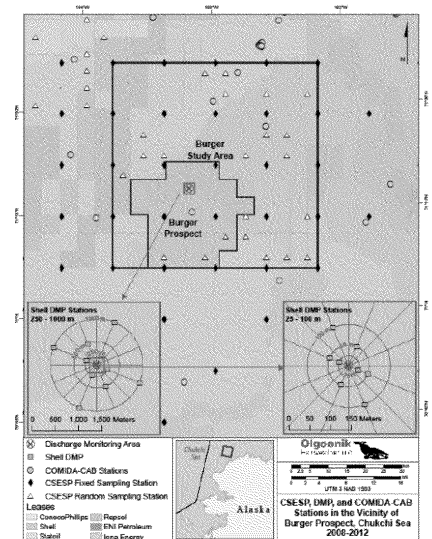 Burger
Study Area
Burger
Prospect
Shell DMP Stations
250 - 1000 m
0 500 1,000 1,500 Meters
Shell DMP Stations
25 - 100 m
0 50 100 150 Meters
Discharge Monitoring Area
Shell DMP
COMIDA-CAB Stations
CSESP Fixed Sampling Station
CSESP Random Sampling Station
Leases
ConocoPhillips
Repsol
Shell
ENI Petroleum
Statoil
Iona Energy
Chukchi
Alaska
Olgoonik
N
UTM 3 NAD 1983
CSESP, DMP, and COMIDA-CAB
Stations in the Vicinity of
Burger Prospect, Chukchi Sea
2008-2012